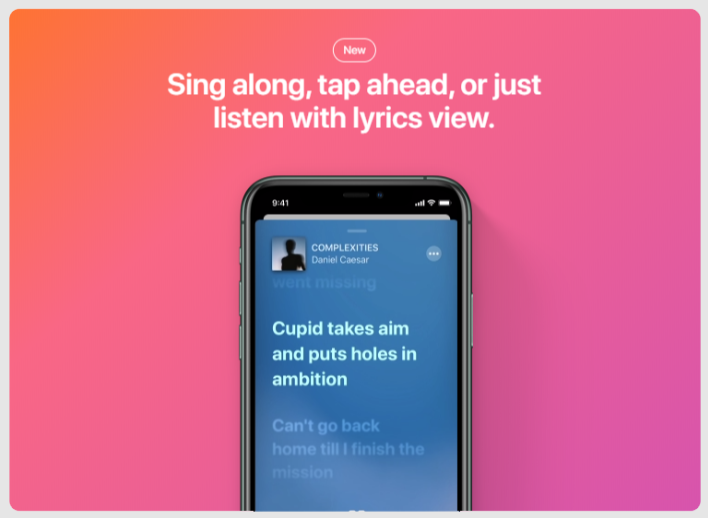 New
Sing along, tap ahead, or just
listen with lyrics view.
9:41
COMPLEXITIES
Daniel Caesar
went missing
Cupid takes aim
and puts holes in
ambition
Can't go back
home till I finish the
mission